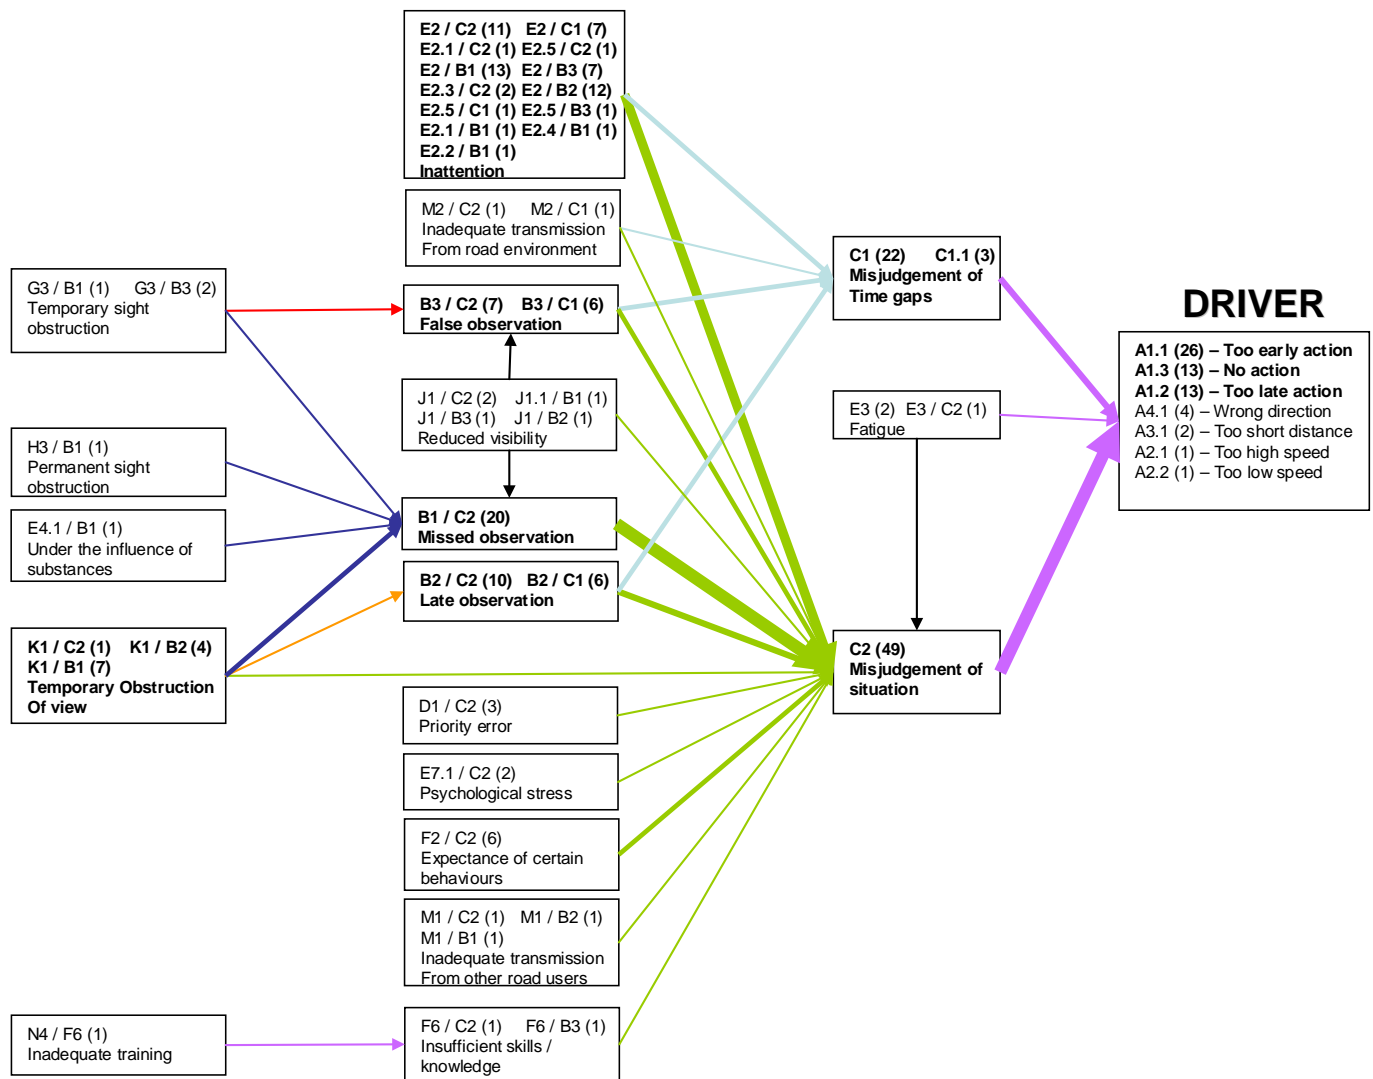 E2 / C2 (11) E2 / C1 (7)
E2.1 / C2 (1) E2.5 / C2 (1)
E2 / B1 (13) E2 / B3 (7)
E2.3 / C2 (2) E2 / B2 (12)
E2.5 / C1 (1) E2.5 / B3 (1)
E2.1 / B1 (1) E2.4 / B1 (1)
E2.2 / B1 (1)
Inattention
M2 / C2 (1) M2 / C1 (1)
Inadequate transmission
From road environment
G3 / B1 (1) G3 / B3 (2)
Temporary sight
obstruction
B3 / C2 (7) B3 / C1 (6)
False observation
C1 (22) C1.1 (3)
Misjudgement of
Time gaps
DRIVER
A1.1 (26) – Too early action
A1.3 (13) – No action
A1.2 (13) – Too late action
A4.1 (4) – Wrong direction
A3.1 (2) – Too short distance
A2.1 (1) – Too high speed
A2.2 (1) – Too low speed
J1 / C2 (2) J1.1 / B1 (1)
J1 / B3 (1) J1 / B2 (1)
Reduced visibility
E3 (2) E3 / C2 (1)
Fatigue
H3 / B1 (1)
Permanent sight
obstruction
B1 / C2 (20)
Missed observation
E4.1 / B1 (1)
Under the influence of
substances
B2 / C2 (10) B2 / C1 (6)
Late observation
K1 / C2 (1) K1 / B2 (4)
K1 / B1 (7)
Temporary Obstruction
Of view
C2 (49)
Misjudgement of
situation
D1 / C2 (3)
Priority error
E7.1 / C2 (2)
Psychological stress
F2 / C2 (6)
Expectance of certain
behaviours
M1 / C2 (1) M1 / B2 (1)
M1 / B1 (1)
Inadequate transmission
From other road users
N4 / F6 (1)
Inadequate training
F6 / C2 (1) F6 / B3 (1)
Insufficient skills /
knowledge